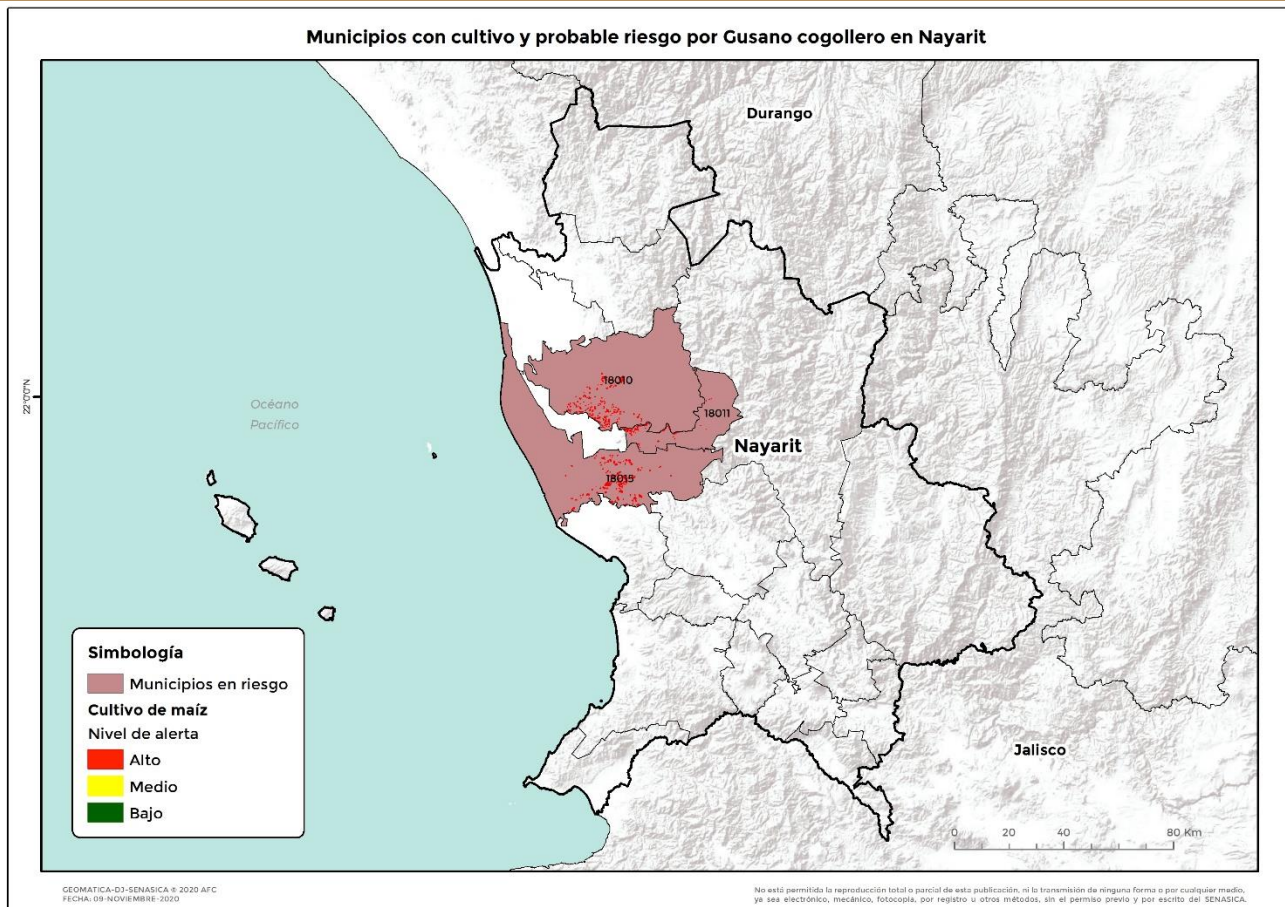 Municipios con cultivo y probable riesgo por Gusano cogollero en Nayarit
Durango
22°0'0"N
18010
18011
Océano
Pacífico
Nayarit
18015
Simbología
Municipios en riesgo
Cultivo de maíz
Nivel de alerta
Alto
Medio
Bajo
Jalisco
0 20 40 80 Km
GEOMATICA-DJ-SENASICA ® 2020 AFC
FECHA: 09-NOVIEMBRE-2020
No está permitida la reproducción total o parcial de esta publicación, ni la transmisión de ninguna forma o por cualquier medio,
ya sea electrónico, mecánico, fotocopia, por registro u otros métodos, sin el permiso previo y por escrito del SENASICA.